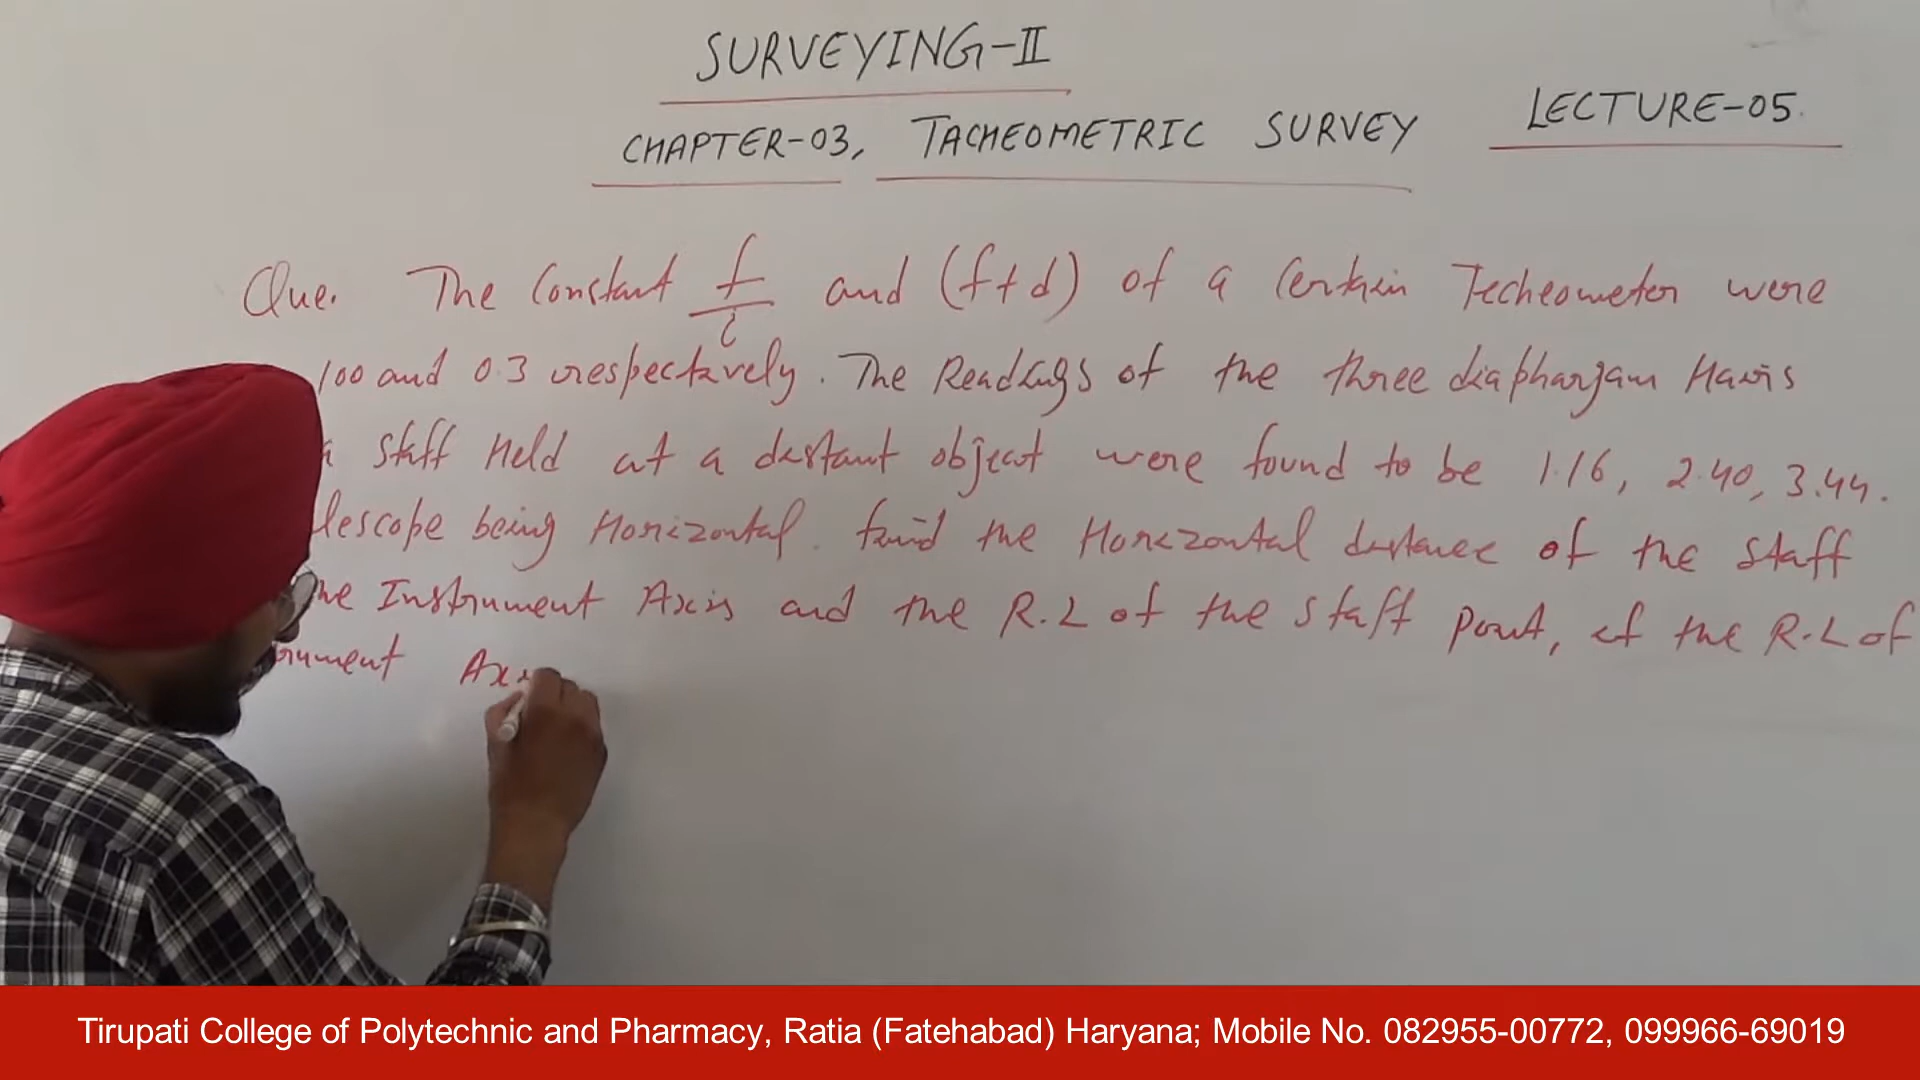 SURVEYING-II
CHAPTER-03, TACHEOMETRIC SURVEY LECTURE-05.
Que. The Constant f/i and (f+d) of a Certain Techeometer were
100 and 0.3 respectively. The Readings of the three diaphargam Hairs
staff Held at a distant object were found to be 1.16, 2.40, 3.44.
lescope being Horizontal. find the Horizontal distance of the staff
Instrument Axis and the R.L of the staff point, if the R.L of
rument Axi
Tirupati College of Polytechnic and Pharmacy, Ratia (Fatehabad) Haryana; Mobile No. 082955-00772, 099966-69019